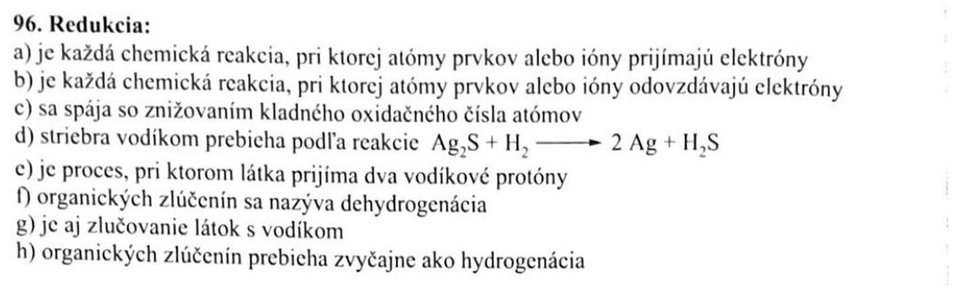 96. Redukcia:
a) je každá chemická reakcia, pri ktorej atómy prvkov alebo ióny prijímajú elektróny
b) je každá chemická reakcia, pri ktorej atómy prvkov alebo ióny odovzdávajú elektróny
c) sa spája so znižovaním kladného oxidačného čísla atómov
d) striebra vodíkom prebieha podľa reakcie Ag₂S + H₂ ⟶ 2 Ag + H₂S
e) je proces, pri ktorom látka prijíma dva vodíkové protóny
f) organických zlúčenín sa nazýva dehydrogenácia
g) je aj zlučovanie látok s vodíkom
h) organických zlúčenín prebieha zvyčajne ako hydrogenácia